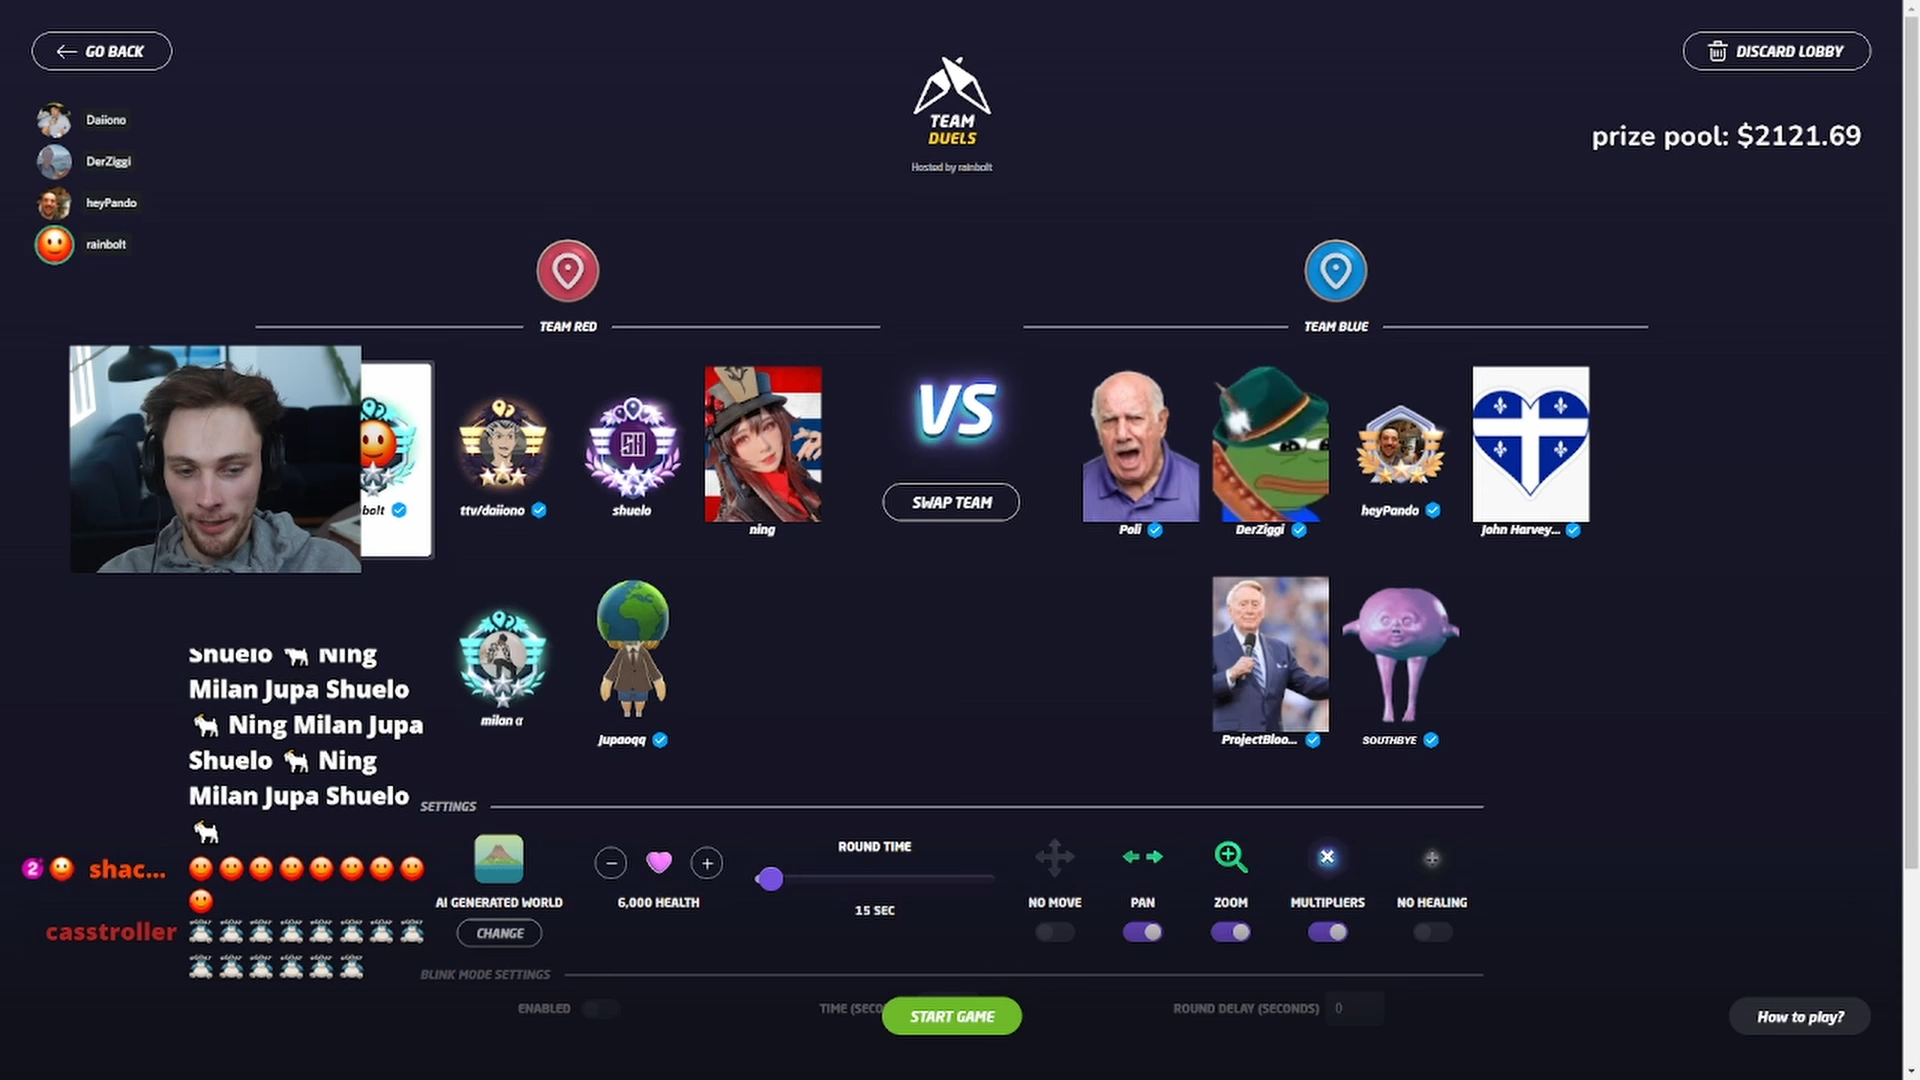 GO BACK
DISCARD LOBBY
TEAM
DUELS
Hosted by rainbolt
prize pool: $2121.69
Daiiono
DerZiggi
heyPando
rainbolt
TEAM RED
TEAM BLUE
VS
SWAP TEAM
bolt
ttv/daiiono
shuelo
ning
Poli
DerZiggi
heyPando
John Harvey...
milan α
Jupaoqq
ProjectBloo...
SOUTHBYE
Shuelo 🐐 Ning
Milan Jupa Shuelo
🐐 Ning Milan Jupa
Shuelo 🐐 Ning
Milan Jupa Shuelo
🐐
2 shac...
casstroller
SETTINGS
AI GENERATED WORLD
CHANGE
6,000 HEALTH
ROUND TIME
15 SEC
NO MOVE
PAN
ZOOM
MULTIPLIERS
NO HEALING
BLINK MODE SETTINGS
ENABLED
TIME (SECO
START GAME
ROUND DELAY (SECONDS)
0
How to play?